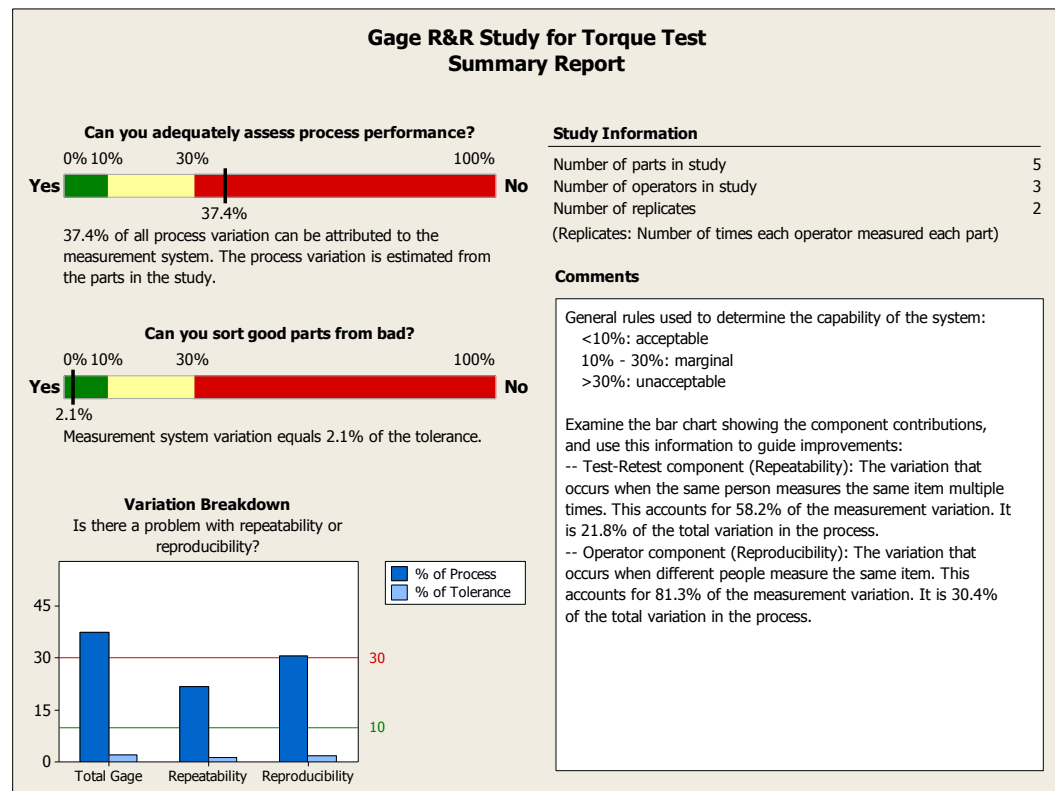 Gage R&R Study for Torque Test
Summary Report
Can you adequately assess process performance?
0% 10% 30% 100%
Yes No
37.4%
37.4% of all process variation can be attributed to the
measurement system. The process variation is estimated from
the parts in the study.
Can you sort good parts from bad?
0% 10% 30% 100%
Yes No
2.1%
Measurement system variation equals 2.1% of the tolerance.
Variation Breakdown
Is there a problem with repeatability or
reproducibility?
% of Process
% of Tolerance
45
30 30
15
10
0
Total Gage Repeatability Reproducibility
Study Information
Number of parts in study 5
Number of operators in study 3
Number of replicates 2
(Replicates: Number of times each operator measured each part)
Comments
General rules used to determine the capability of the system:
<10%: acceptable
10% - 30%: marginal
>30%: unacceptable
Examine the bar chart showing the component contributions,
and use this information to guide improvements:
-- Test-Retest component (Repeatability): The variation that
occurs when the same person measures the same item multiple
times. This accounts for 58.2% of the measurement variation. It
is 21.8% of the total variation in the process.
-- Operator component (Reproducibility): The variation that
occurs when different people measure the same item. This
accounts for 81.3% of the measurement variation. It is 30.4%
of the total variation in the process.